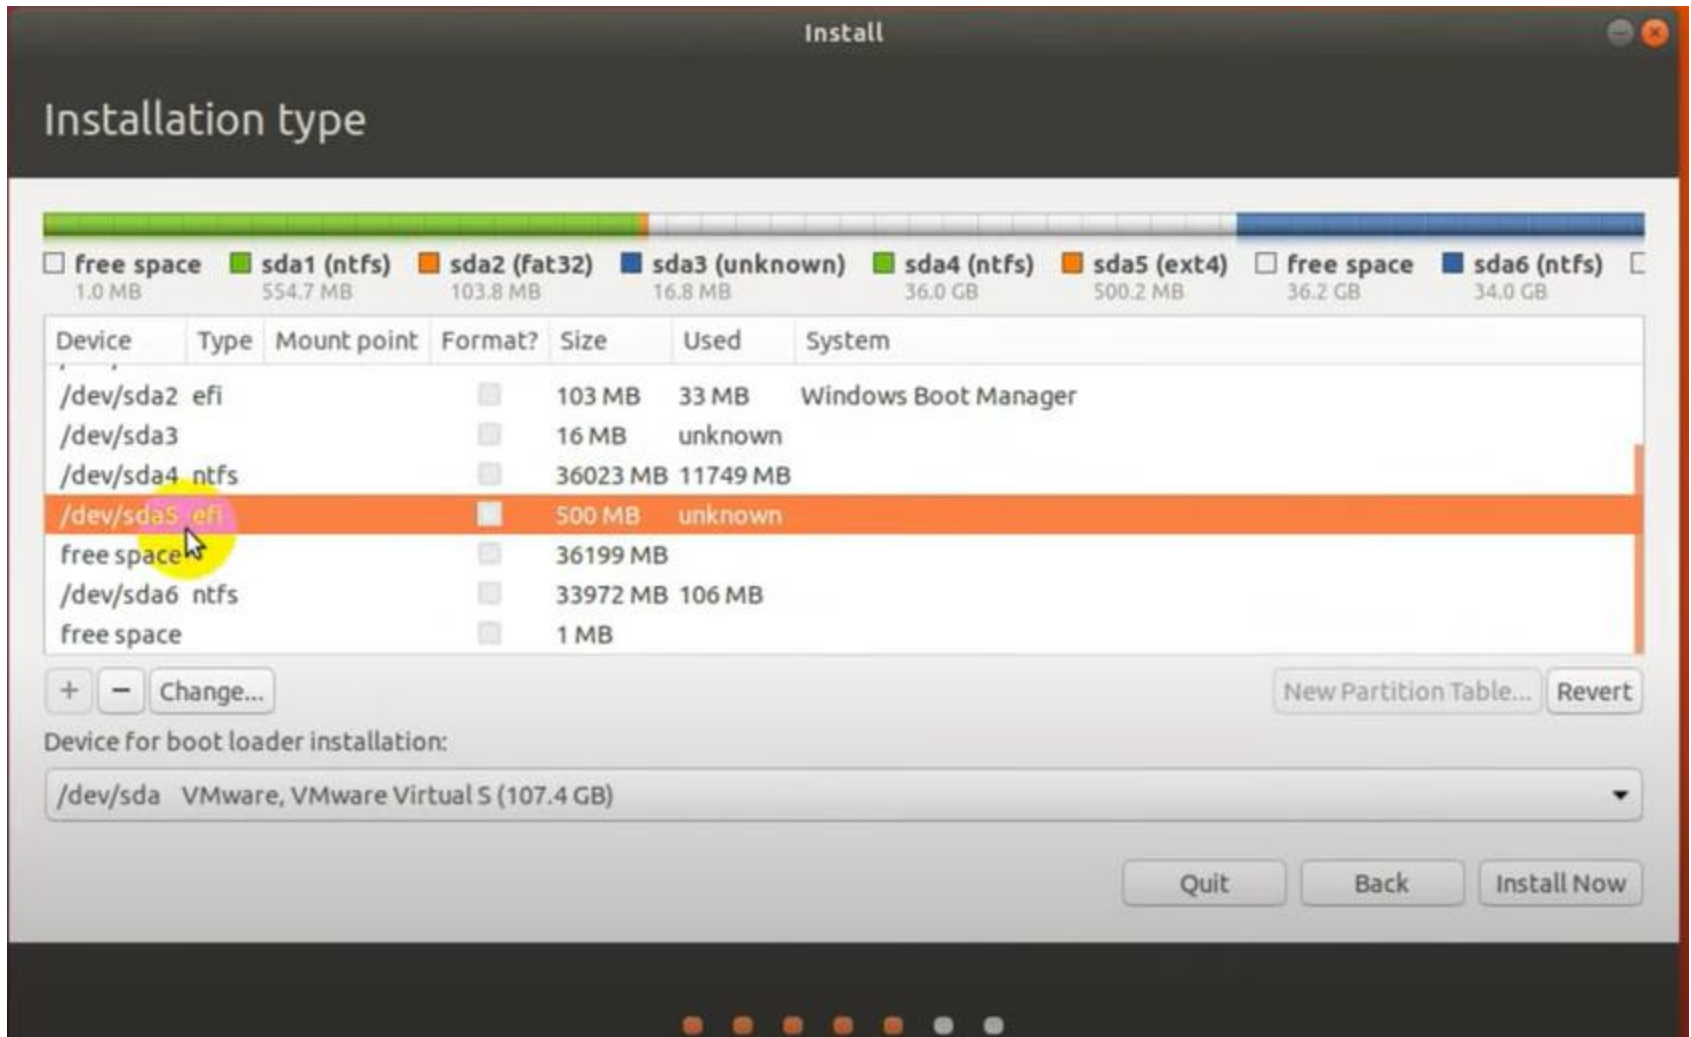 Install
Installation type
free space sda1 (ntfs) sda2 (fat32) sda3 (unknown) sda4 (ntfs) sda5 (ext4) free space sda6 (ntfs)
1.0 MB 554.7 MB 103.8 MB 16.8 MB 36.0 GB 500.2 MB 36.2 GB 34.0 GB
Device Type Mount point Format? Size Used System
/dev/sda2 efi 103 MB 33 MB Windows Boot Manager
/dev/sda3 16 MB unknown
/dev/sda4 ntfs 36023 MB 11749 MB
/dev/sda5 efi 500 MB unknown
free space 36199 MB
/dev/sda6 ntfs 33972 MB 106 MB
free space 1 MB
+ − Change... New Partition Table... Revert
Device for boot loader installation:
/dev/sda VMware, VMware Virtual S (107.4 GB)
Quit Back Install Now